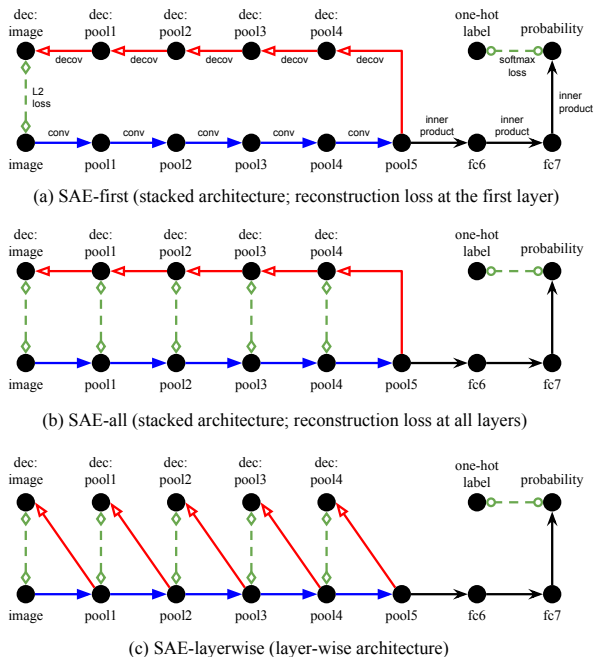 dec: dec: dec: dec: dec: one-hot probability
image pool1 pool2 pool3 pool4 label
decov decov decov decov decov softmax
loss
L2
loss
inner
product
conv conv conv conv conv inner product inner product
image pool1 pool2 pool3 pool4 pool5 fc6 fc7
(a) SAE-first (stacked architecture; reconstruction loss at the first layer)
dec: dec: dec: dec: dec: one-hot probability
image pool1 pool2 pool3 pool4 label
image pool1 pool2 pool3 pool4 pool5 fc6 fc7
(b) SAE-all (stacked architecture; reconstruction loss at all layers)
dec: dec: dec: dec: dec: one-hot probability
image pool1 pool2 pool3 pool4 label
image pool1 pool2 pool3 pool4 pool5 fc6 fc7
(c) SAE-layerwise (layer-wise architecture)